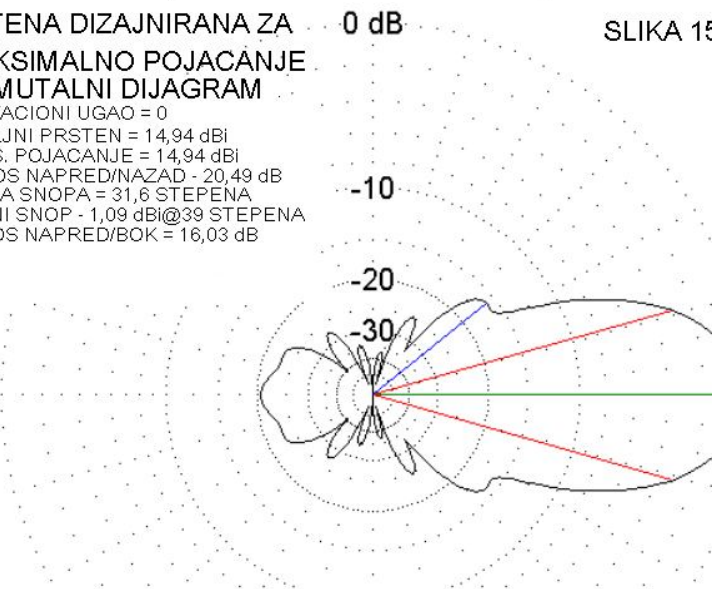 TENA DIZAJNIRANA ZA
KSIMALNO POJACANJE
MUTALNI DIJAGRAM
ACIONI UGAO = 0
JNI PRSTEN = 14,94 dBi
S. POJACANJE = 14,94 dBi
OS NAPRED/NAZAD - 20,49 dB
A SNOPA = 31,6 STEPENA
NI SNOP - 1,09 dBi@39 STEPENA
OS NAPRED/BOK = 16,03 dB
0 dB
SLIKA 15
-10
-20
-30